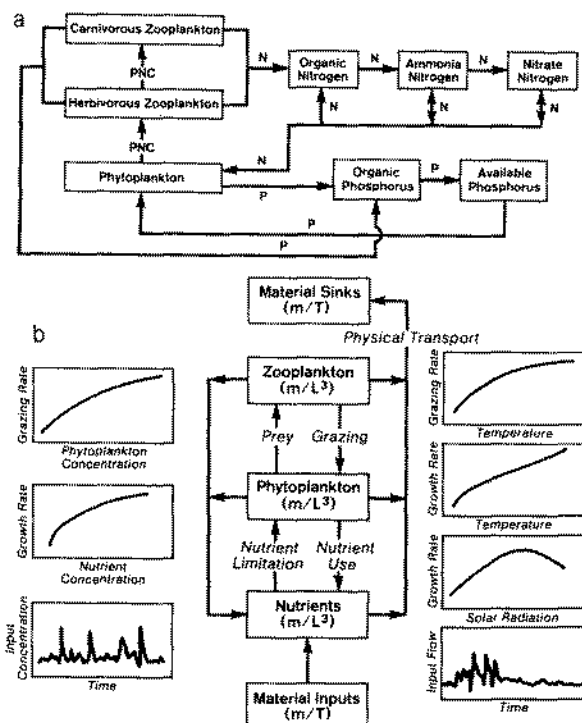 a
Carnivorous Zooplankton
PNC
Herbivorous Zooplankton
PNC
Phytoplankton
N
Organic
Nitrogen
N
Ammonia
Nitrogen
N
Nitrate
Nitrogen
N
N
N
N
P
Organic
Phosphorus
P
Available
Phosphorus
P
P
b
Material Sinks
(m/T)
Physical Transport
Zooplankton
(m/L³)
Prey
Grazing
Phytoplankton
(m/L³)
Nutrient
Limitation
Nutrient
Use
Nutrients
(m/L³)
Material Inputs
(m/T)
Grazing Rate
Phytoplankton
Concentration
Growth Rate
Nutrient
Concentration
Input
Concentration
Time
Grazing Rate
Temperature
Growth Rate
Temperature
Growth Rate
Solar Radiation
Input Flow
Time